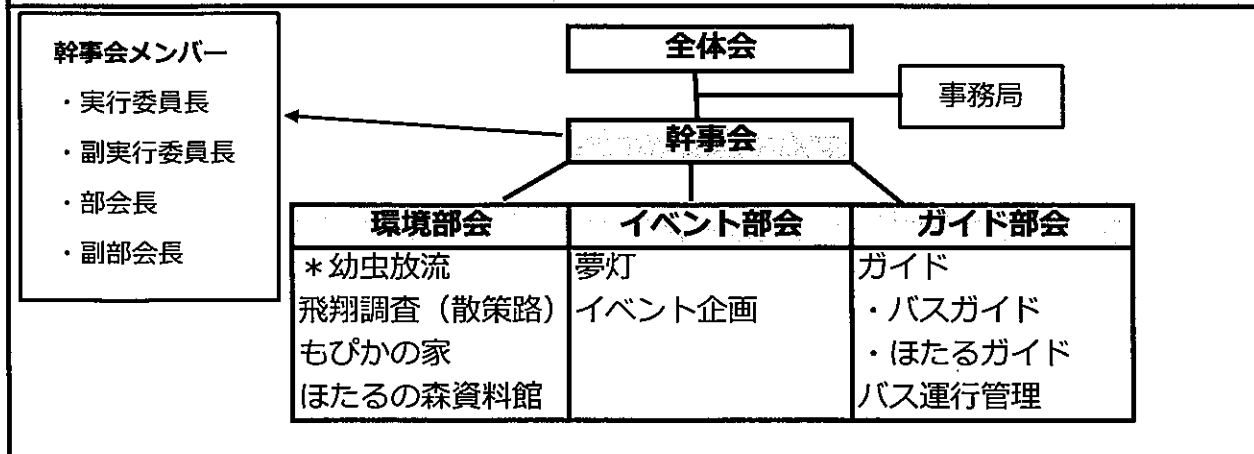 幹事会メンバー
・実行委員長
・副実行委員長
・部会長
・副部会長
全体会
事務局
幹事会
環境部会
＊幼虫放流
飛翔調査（散策路）
もぴかの家
ほたるの森資料館
イベント部会
夢灯
イベント企画
ガイド部会
ガイド
・バスガイド
・ほたるガイド
バス運行管理